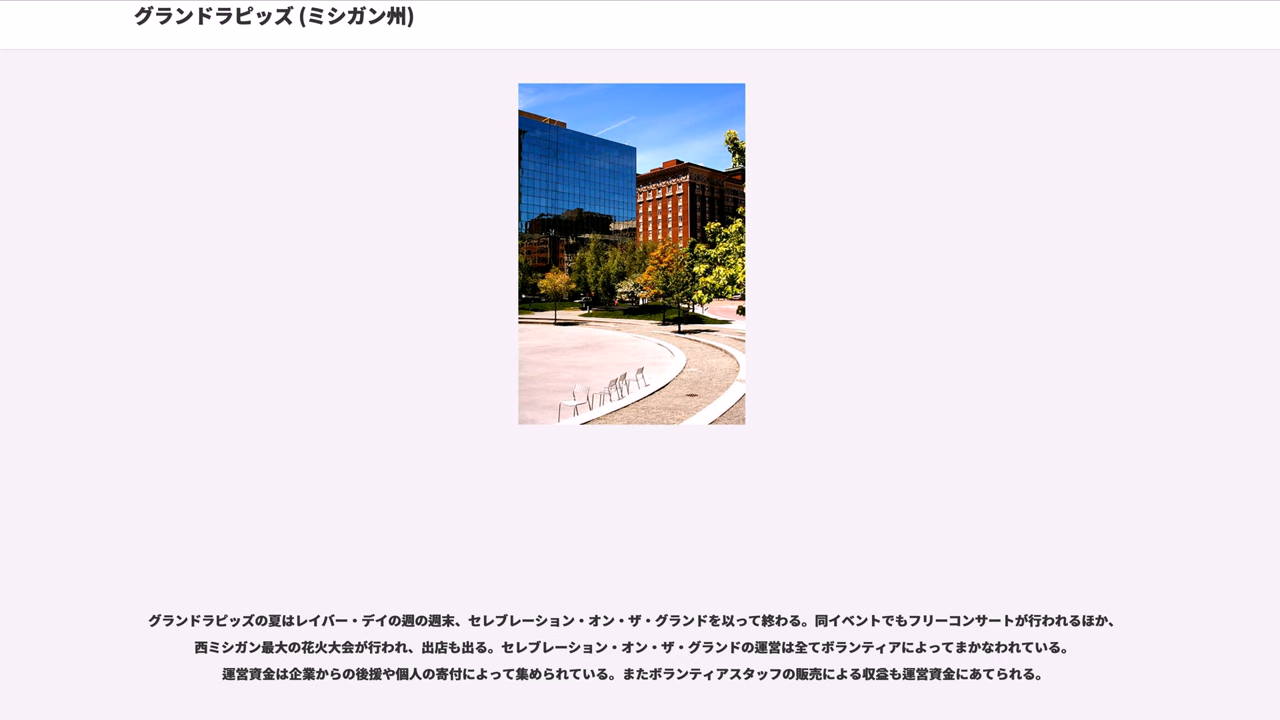 グランドラピッズ (ミシガン州)
グランドラピッズの夏はレイバー・デイの週の週末、セレブレーション・オン・ザ・グランドを以って終わる。同イベントでもフリーコンサートが行われるほか、
西ミシガン最大の花火大会が行われ、出店も出る。セレブレーション・オン・ザ・グランドの運営は全てボランティアによってまかなわれている。
運営資金は企業からの後援や個人の寄付によって集められている。またボランティアスタッフの販売による収益も運営資金にあてられる。